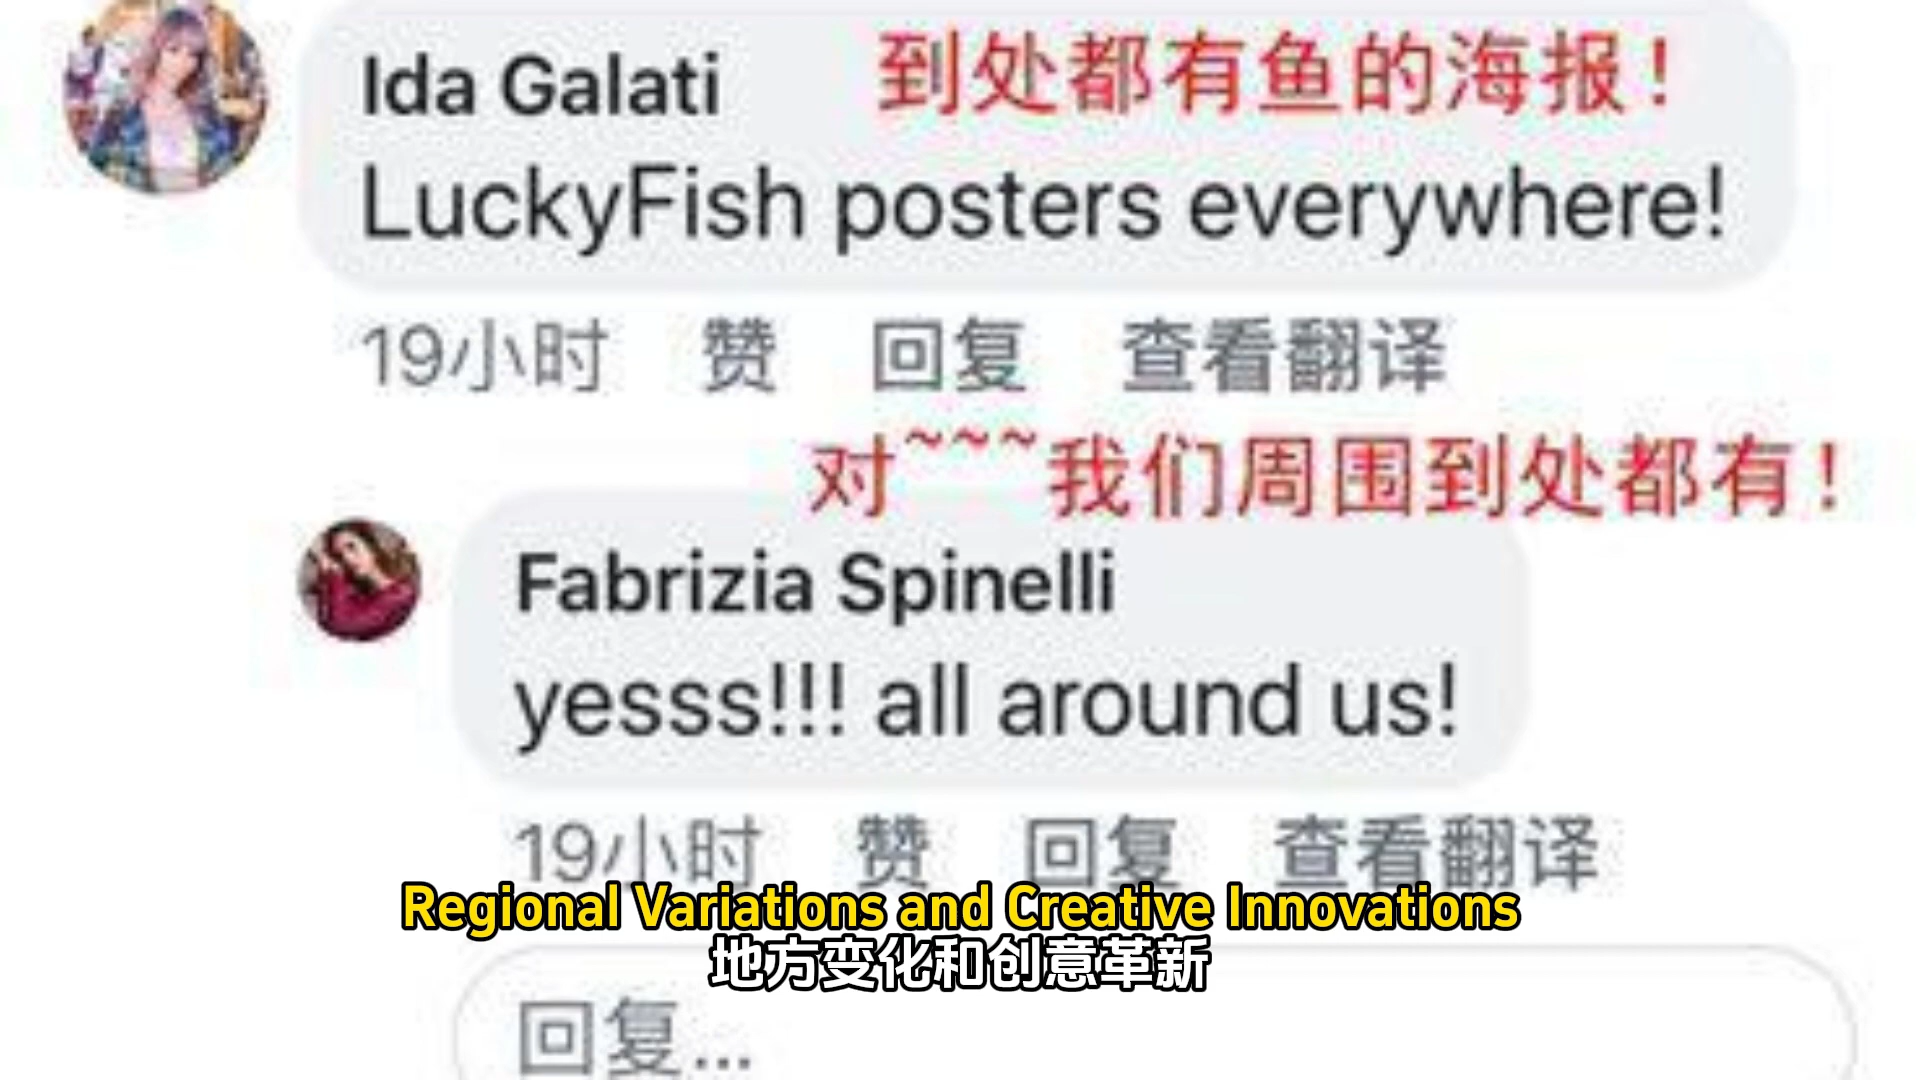 Ida Galati 到处都有鱼的海报！
LuckyFish posters everywhere!
19小时 赞 回复 查看翻译
对~~~我们周围到处都有！
Fabrizia Spinelli
yesss!!! all around us!
19小时 赞 回复 查看翻译
Regional Variations and Creative Innovations
地方变化和创意革新
回复...